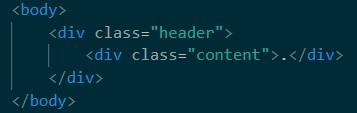 <body>
    <div class="header">
        <div class="content">.</div>
    </div>
</body>